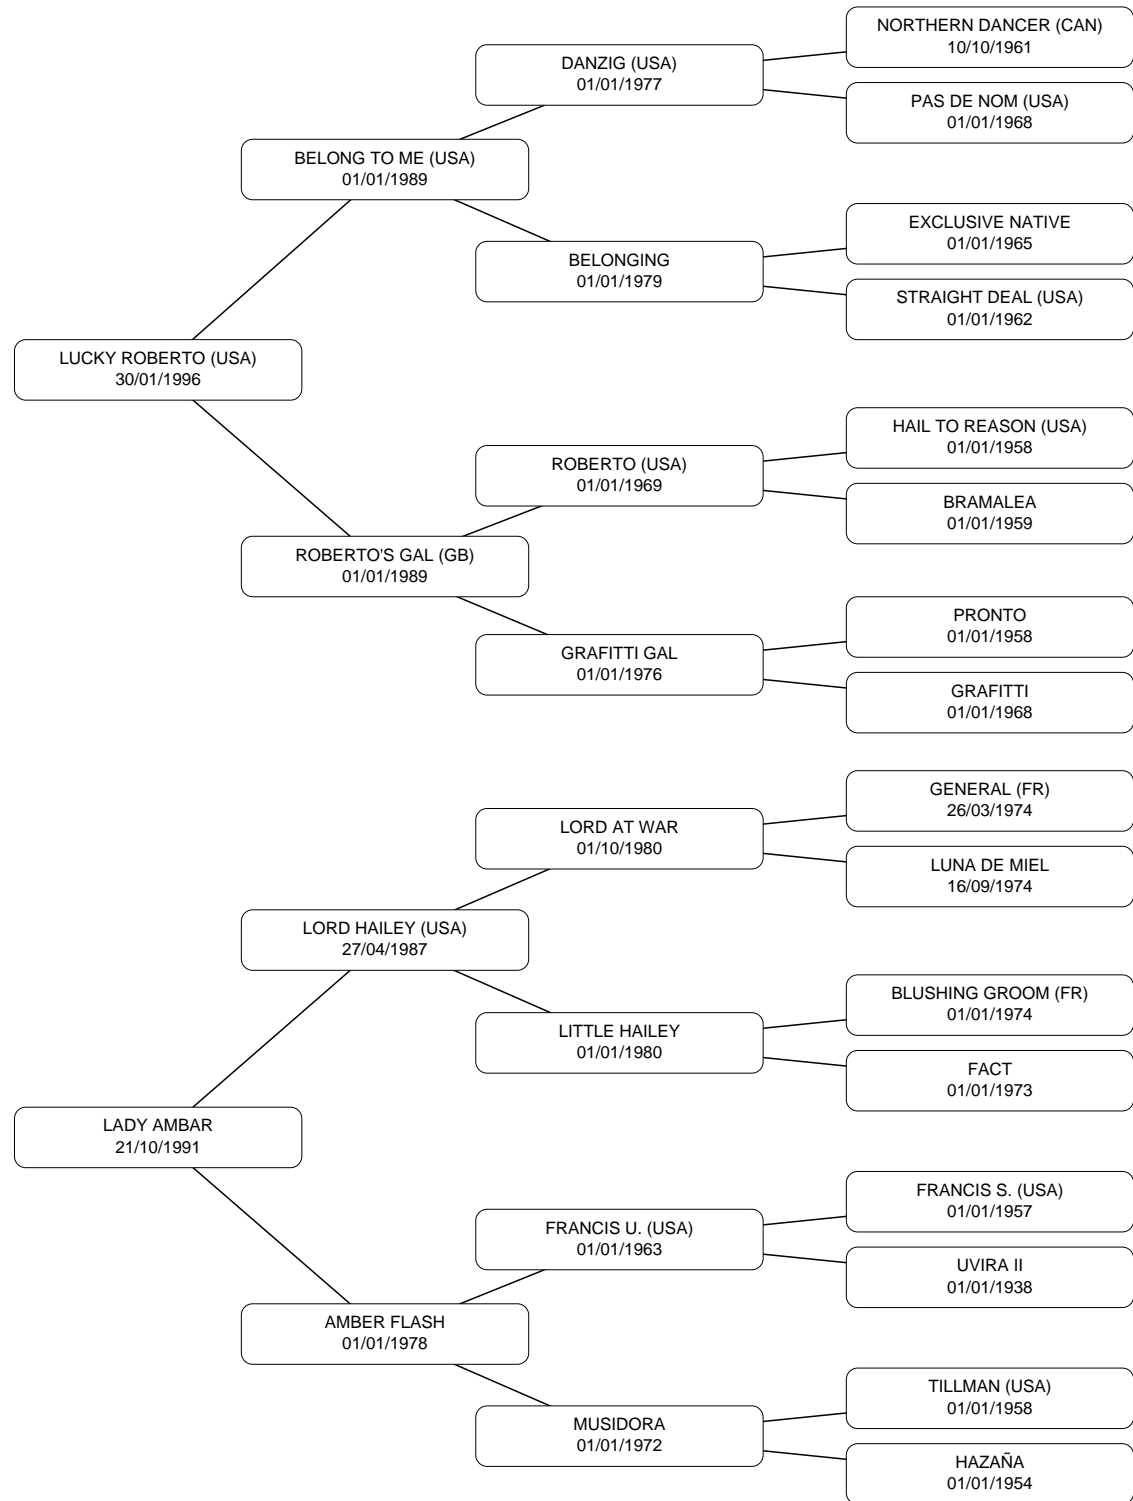 NORTHERN DANCER (CAN)
10/10/1961
DANZIG (USA)
01/01/1977
PAS DE NOM (USA)
01/01/1968
BELONG TO ME (USA)
01/01/1989
EXCLUSIVE NATIVE
01/01/1965
BELONGING
01/01/1979
STRAIGHT DEAL (USA)
01/01/1962
LUCKY ROBERTO (USA)
30/01/1996
HAIL TO REASON (USA)
01/01/1958
ROBERTO (USA)
01/01/1969
BRAMALEA
01/01/1959
ROBERTO'S GAL (GB)
01/01/1989
PRONTO
01/01/1958
GRAFITTI GAL
01/01/1976
GRAFITTI
01/01/1968
GENERAL (FR)
26/03/1974
LORD AT WAR
01/10/1980
LUNA DE MIEL
16/09/1974
LORD HAILEY (USA)
27/04/1987
BLUSHING GROOM (FR)
01/01/1974
LITTLE HAILEY
01/01/1980
FACT
01/01/1973
LADY AMBAR
21/10/1991
FRANCIS S. (USA)
01/01/1957
FRANCIS U. (USA)
01/01/1963
UVIRA II
01/01/1938
AMBER FLASH
01/01/1978
TILLMAN (USA)
01/01/1958
MUSIDORA
01/01/1972
HAZAÑA
01/01/1954